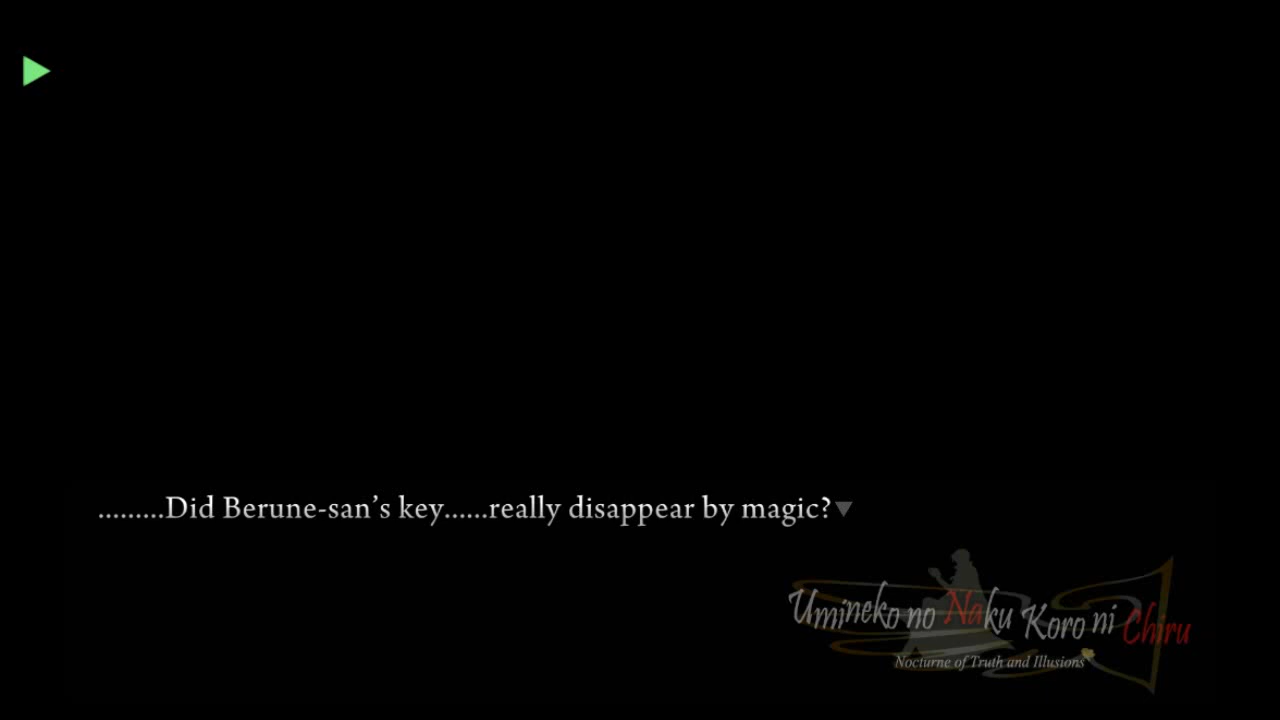 .........Did Berune-san's key......really disappear by magic?
Umineko no Naku Koro ni Chiru
Nocturne of Truth and Illusions